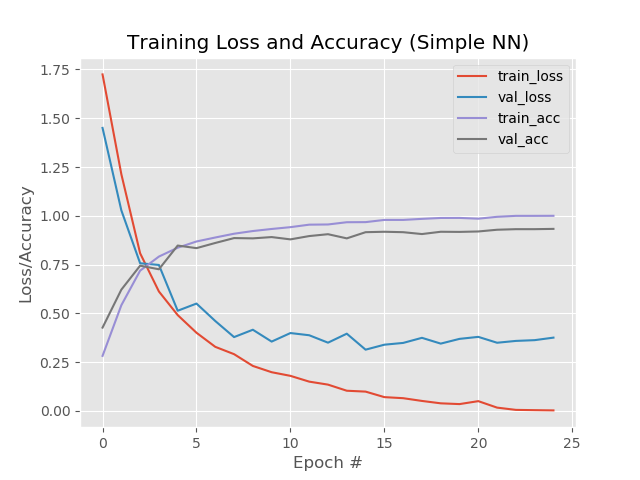 Training Loss and Accuracy (Simple NN)
train_loss
val_loss
train_acc
val_acc
1.75
1.50
1.25
1.00
0.75
0.50
0.25
0.00
Loss/Accuracy
0 5 10 15 20 25
Epoch #